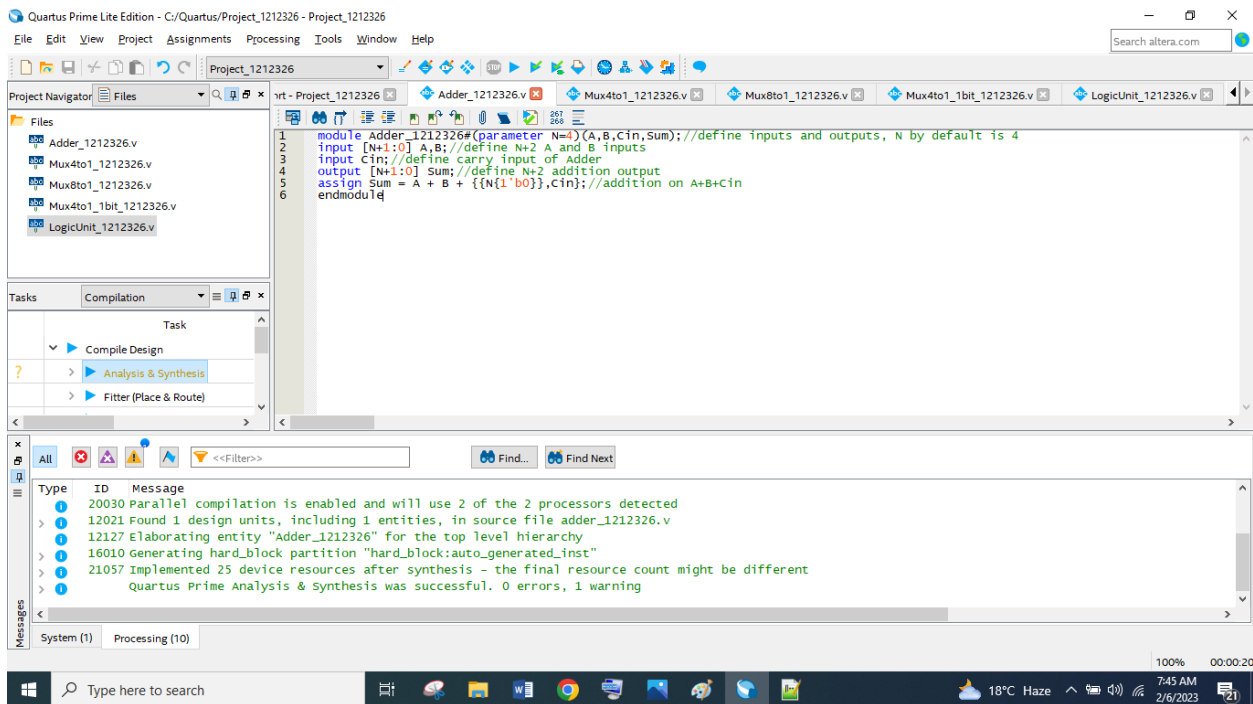 Quartus Prime Lite Edition - C:/Quartus/Project_1212326 - Project_1212326
File Edit View Project Assignments Processing Tools Window Help
Search altera.com
Project_1212326
Project Navigator Files
rt - Project_1212326 Adder_1212326.v Mux4to1_1212326.v Mux8to1_1212326.v Mux4to1_1bit_1212326.v LogicUnit_1212326.v
Files
Adder_1212326.v
Mux4to1_1212326.v
Mux8to1_1212326.v
Mux4to1_1bit_1212326.v
LogicUnit_1212326.v
267
268
1 module Adder_1212326#(parameter N=4)(A,B,Cin,Sum);//define inputs and outputs, N by default is 4
2 input [N+1:0] A,B;//define N+2 A and B inputs
3 input Cin;//define carry input of Adder
4 output [N+1:0] Sum;//define N+2 addition output
5 assign Sum = A + B + {{N{1'b0}},Cin};//addition on A+B+Cin
6 endmodule
Tasks Compilation
Task
Compile Design
? Analysis & Synthesis
Fitter (Place & Route)
All <<Filter>> Find... Find Next
Type ID Message
20030 Parallel compilation is enabled and will use 2 of the 2 processors detected
12021 Found 1 design units, including 1 entities, in source file adder_1212326.v
12127 Elaborating entity "Adder_1212326" for the top level hierarchy
16010 Generating hard_block partition "hard_block:auto_generated_inst"
21057 Implemented 25 device resources after synthesis - the final resource count might be different
Quartus Prime Analysis & Synthesis was successful. 0 errors, 1 warning
Messages
System (1) Processing (10)
100% 00:00:20
Type here to search
18°C Haze
7:45 AM
2/6/2023
21